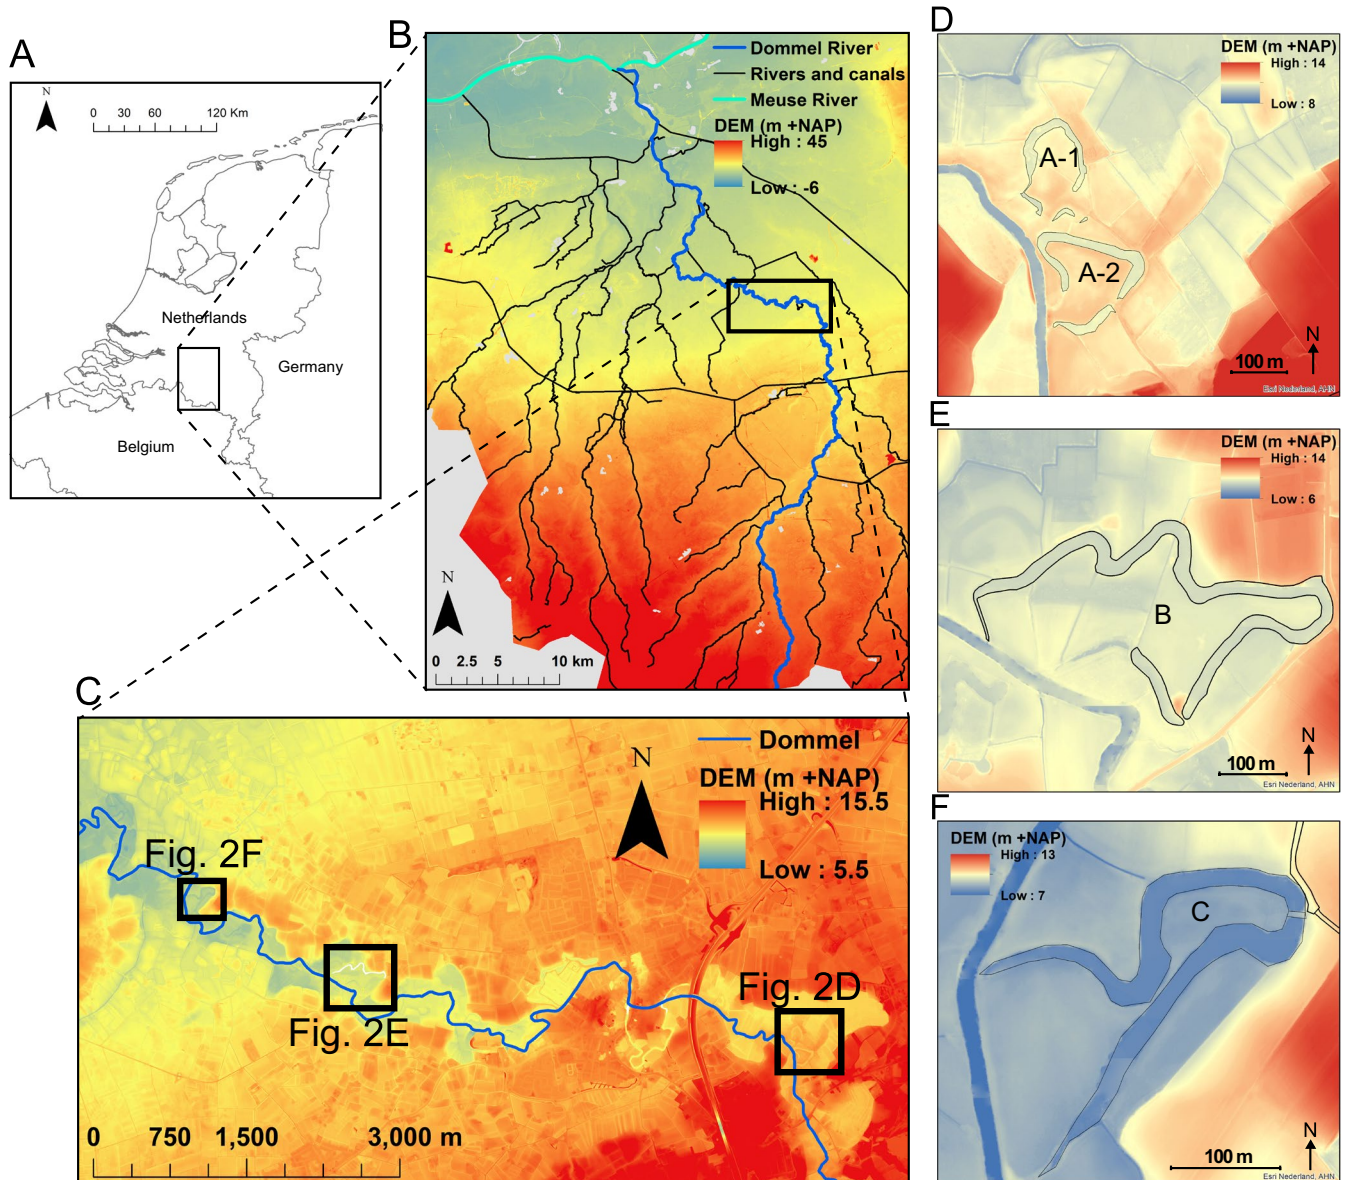 A
N
0 30 60 120 Km
Netherlands
Germany
Belgium
B
Dommel River
Rivers and canals
Meuse River
DEM (m +NAP)
High : 45
Low : -6
N
0 2.5 5 10 km
C
Dommel
N
DEM (m +NAP)
High : 15.5
Low : 5.5
Fig. 2F
Fig. 2E
Fig. 2D
0 750 1,500 3,000 m
D
DEM (m +NAP)
High : 14
Low : 8
A-1
A-2
N
100 m
Esri Nederland, AHN
E
DEM (m +NAP)
High : 14
Low : 6
B
N
100 m
Esri Nederland, AHN
F
DEM (m +NAP)
High : 13
Low : 7
C
N
100 m
Esri Nederland, AHN